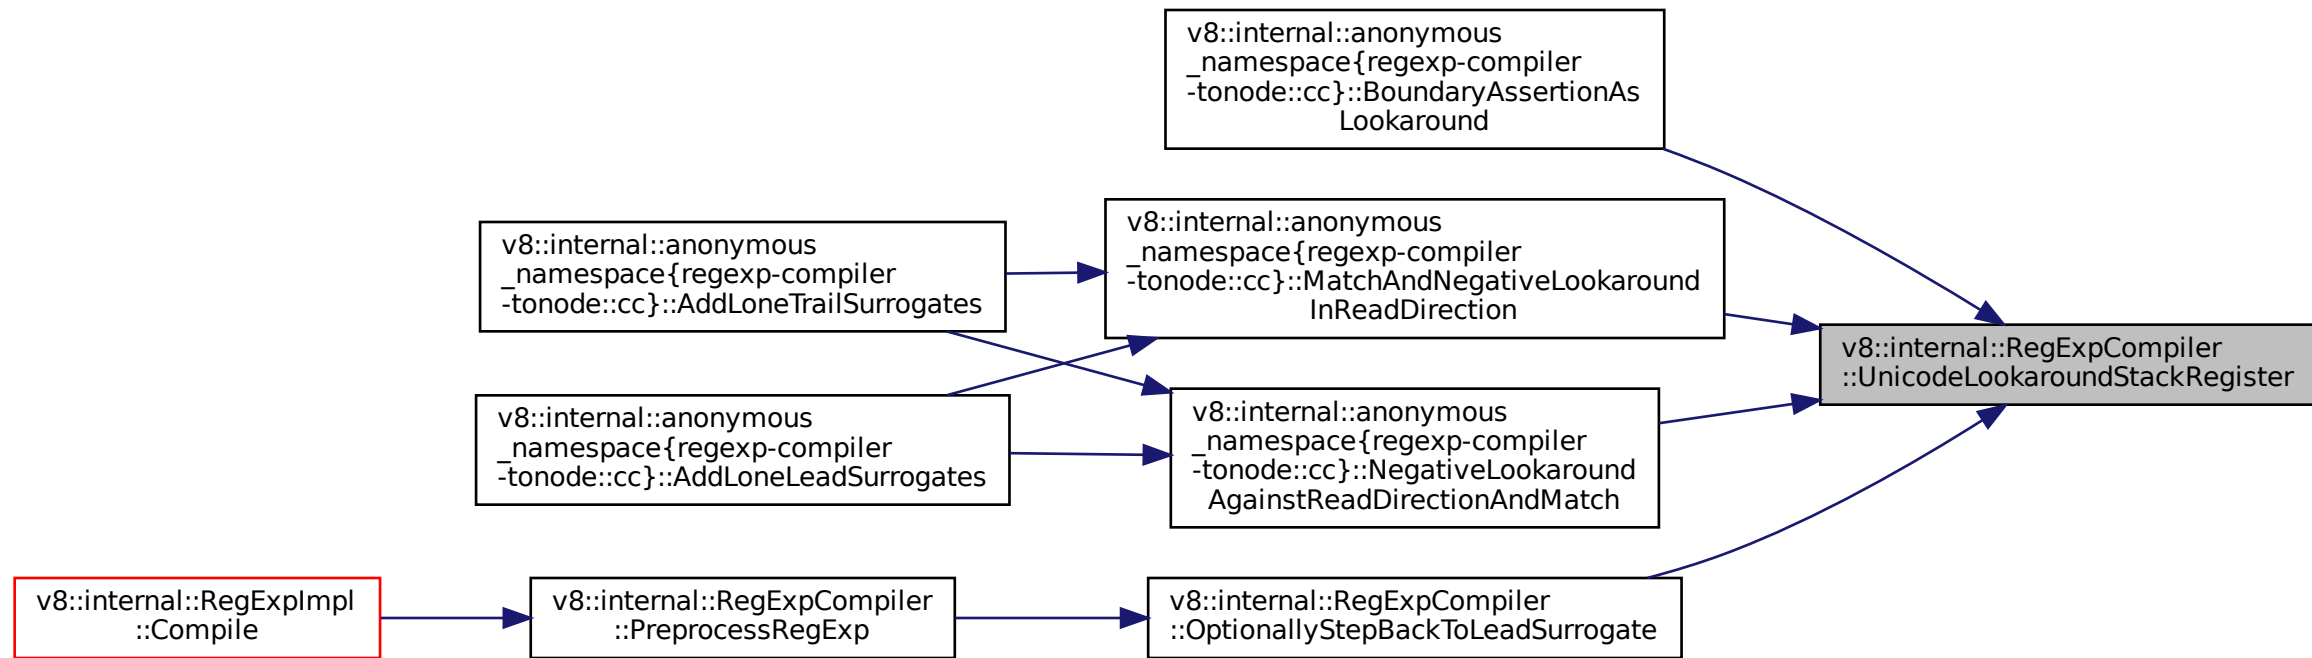 v8::internal::anonymous
_namespace{regexp-compiler
-tonode::cc}::BoundaryAssertionAs
Lookaround
v8::internal::anonymous
_namespace{regexp-compiler
-tonode::cc}::MatchAndNegativeLookaround
InReadDirection
v8::internal::anonymous
_namespace{regexp-compiler
-tonode::cc}::AddLoneTrailSurrogates
v8::internal::RegExpCompiler
::UnicodeLookaroundStackRegister
v8::internal::anonymous
_namespace{regexp-compiler
-tonode::cc}::AddLoneLeadSurrogates
v8::internal::anonymous
_namespace{regexp-compiler
-tonode::cc}::NegativeLookaround
AgainstReadDirectionAndMatch
v8::internal::RegExpImpl
::Compile
v8::internal::RegExpCompiler
::PreprocessRegExp
v8::internal::RegExpCompiler
::OptionallyStepBackToLeadSurrogate